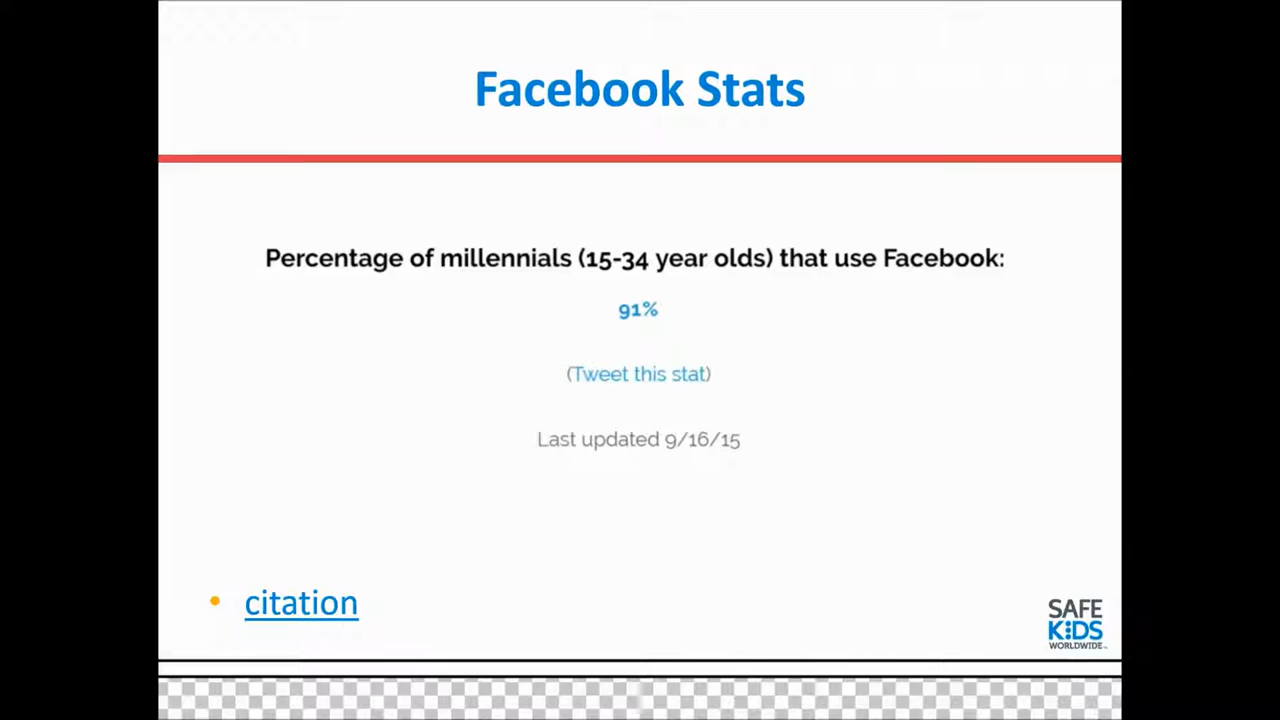 Facebook Stats
Percentage of millennials (15-34 year olds) that use Facebook:
91%
(Tweet this stat)
Last updated 9/16/15
• citation
SAFE
KIDS
WORLDWIDE